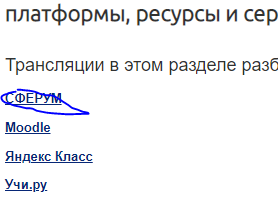 платформы, ресурсы и сер
Трансляции в этом разделе разб
СФЕРУМ
Moodle
Яндекс Класс
Учи.ру